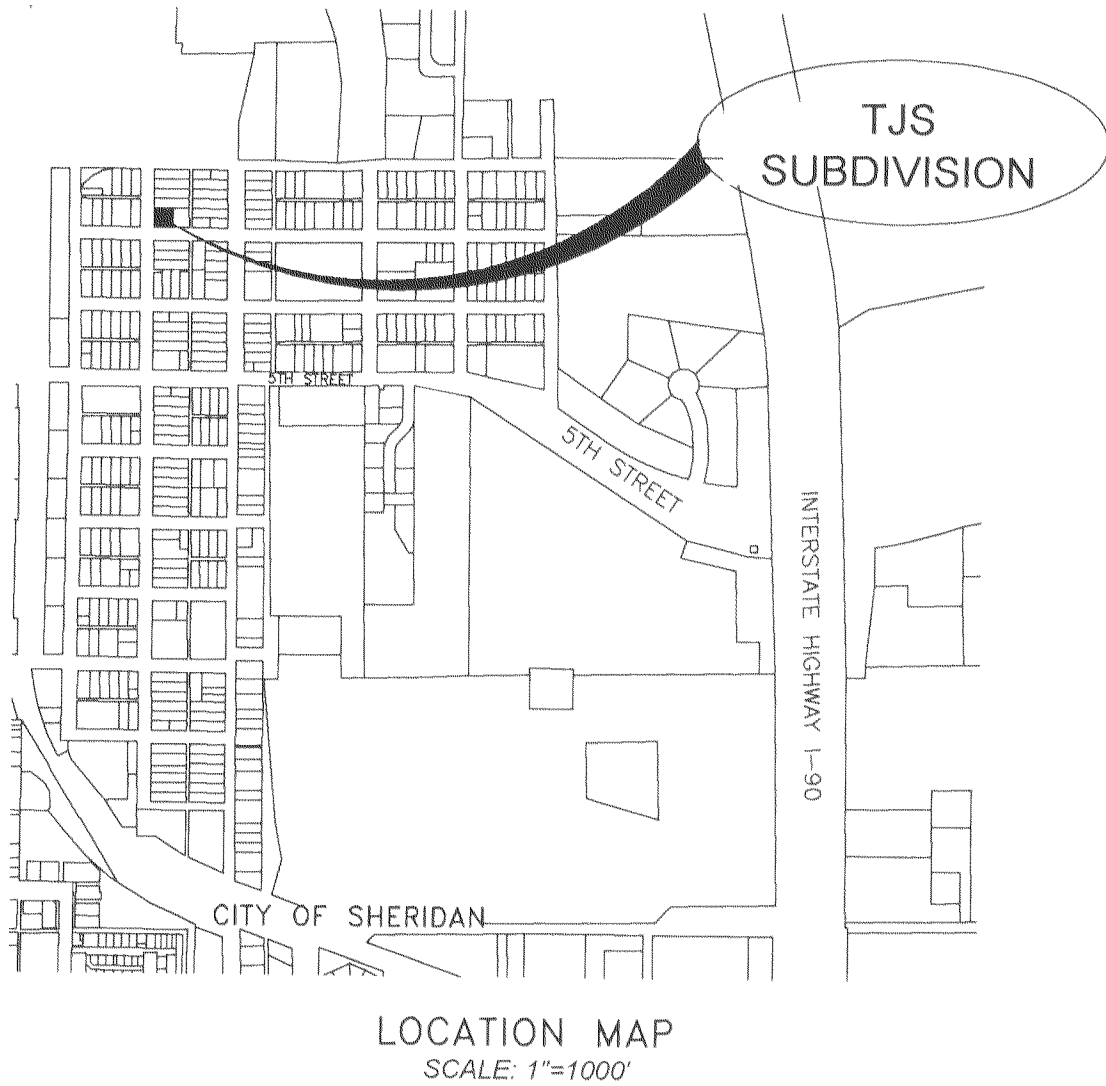 TJS
SUBDIVISION
5TH STREET
5TH STREET
INTERSTATE HIGHWAY I-90
CITY OF SHERIDAN
LOCATION MAP
SCALE: 1"=1000'